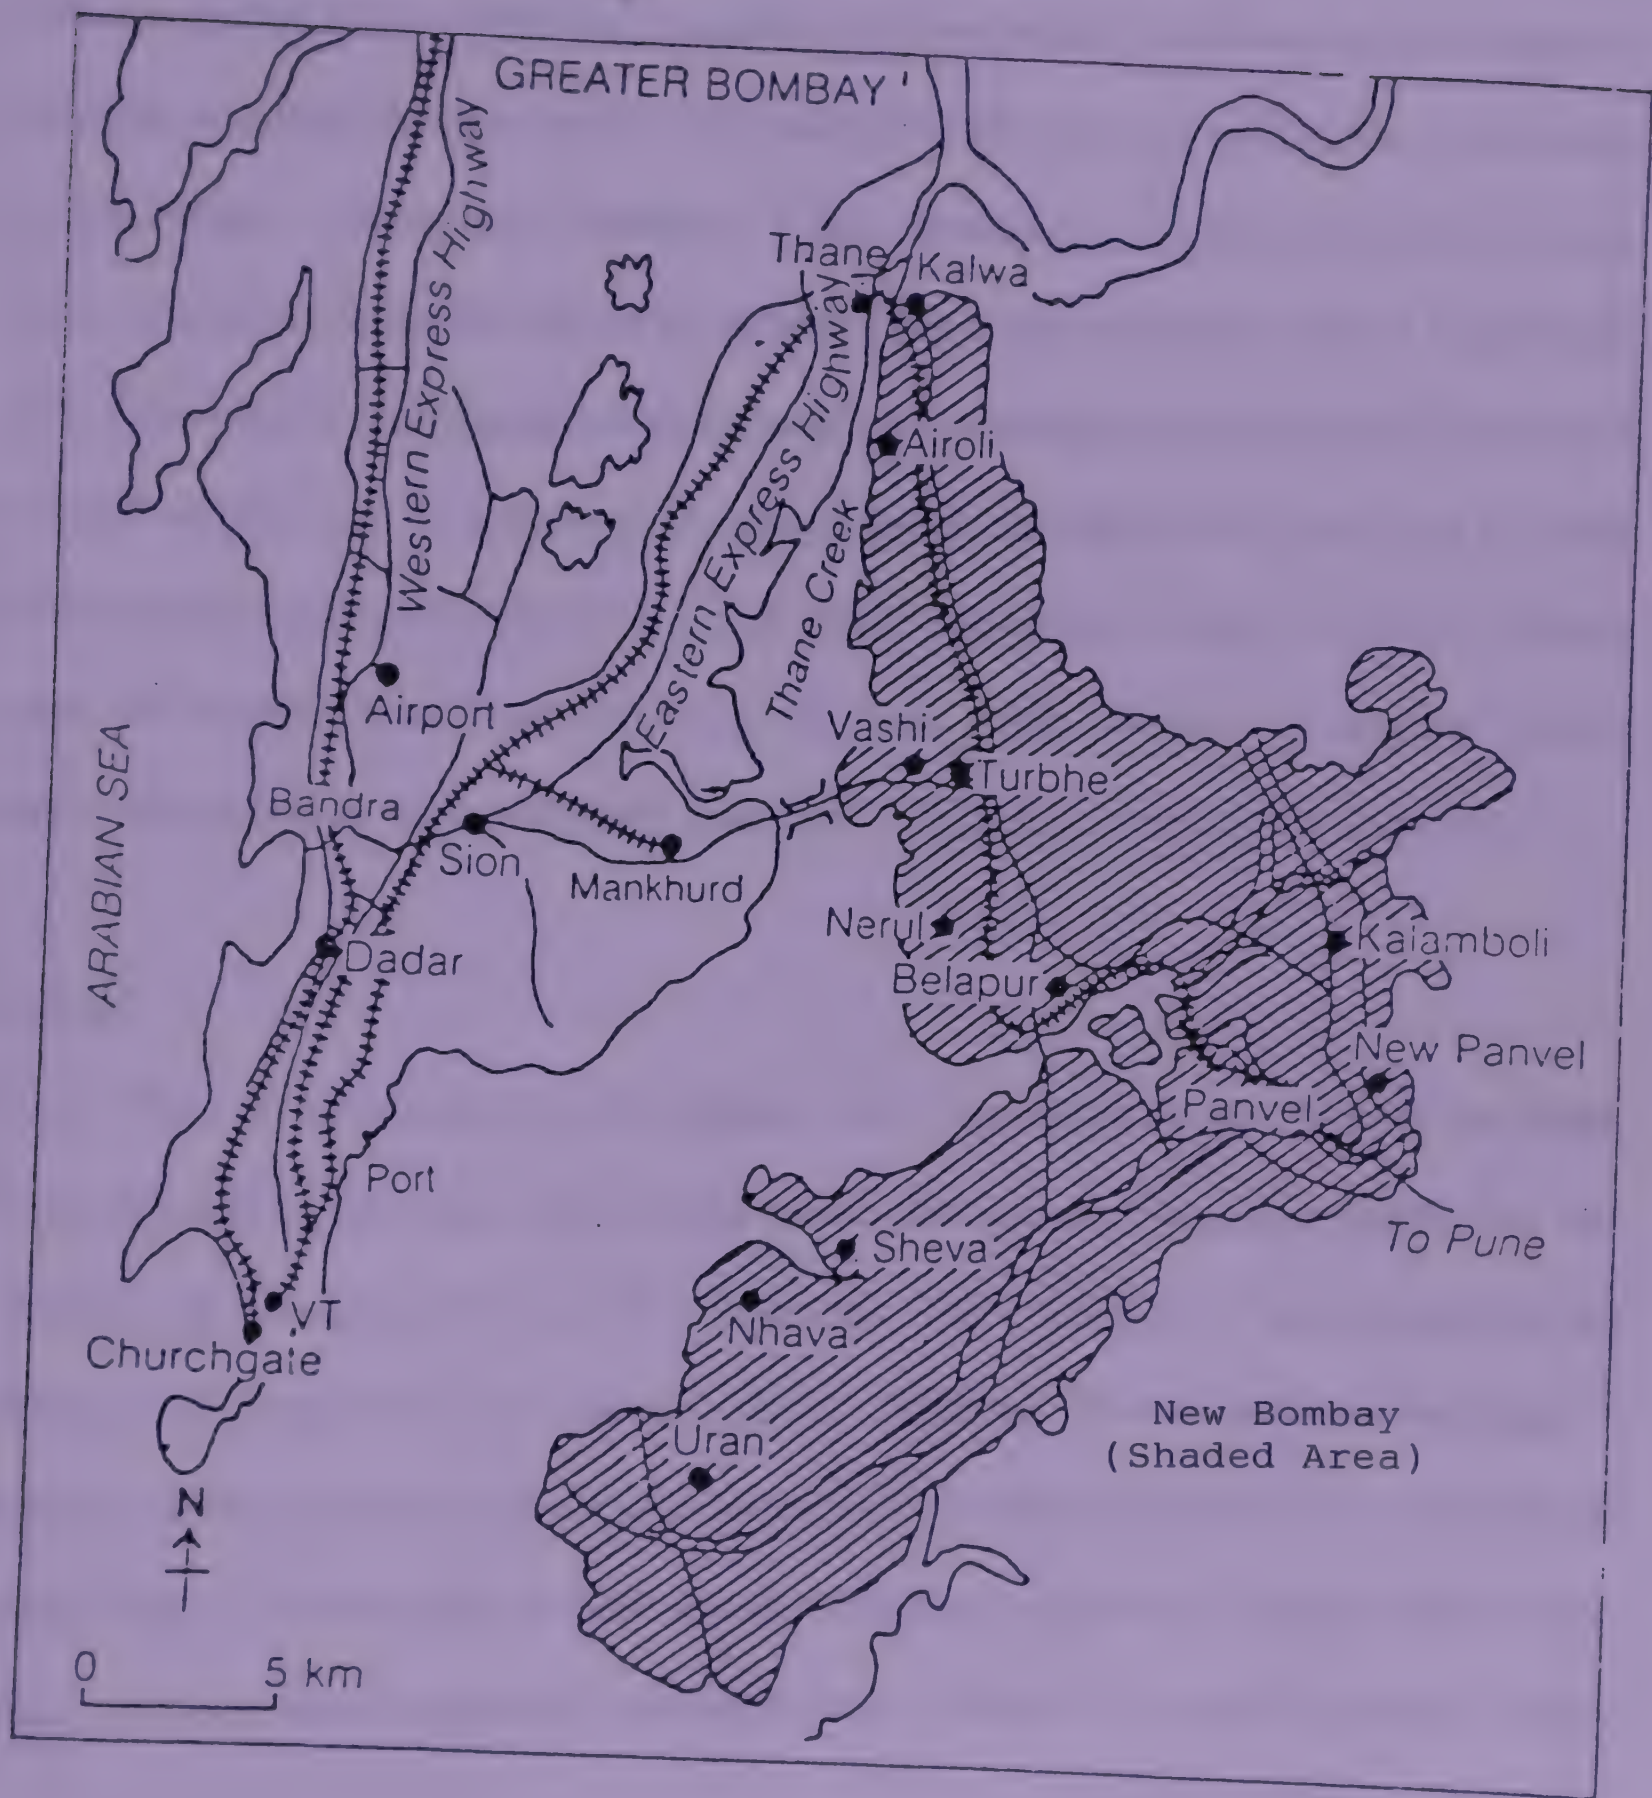 GREATER BOMBAY
Western Express Highway
Thane
Kalwa
Eastern Express Highway
Airoli
Thane Creek
Airport
Vashi
Turbhe
ARABIAN SEA
Bandra
Sion
Mankhurd
Nerul
Kalamboli
Dadar
Belapur
New Panvel
Panvel
Port
To Pune
Sheva
VT
Nhava
Churchgate
New Bombay
(Shaded Area)
Uran
N
0 5 km